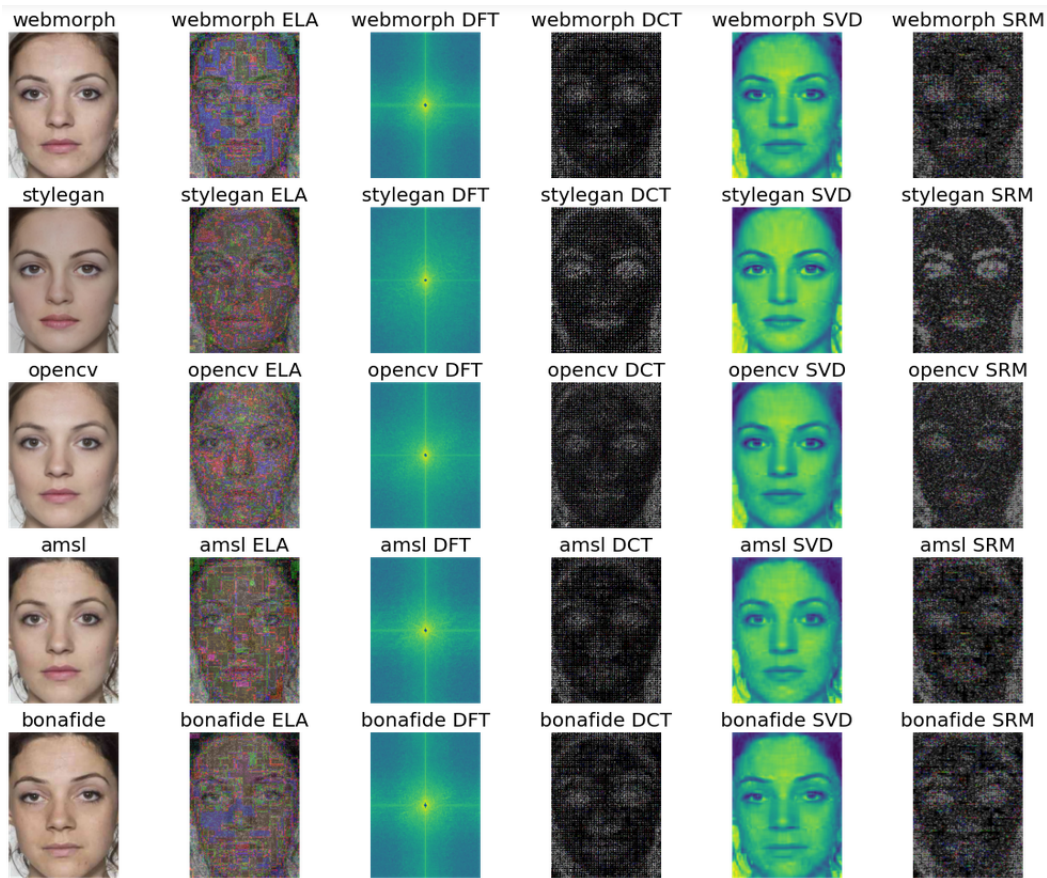 webmorph webmorph ELA webmorph DFT webmorph DCT webmorph SVD webmorph SRM
stylegan stylegan ELA stylegan DFT stylegan DCT stylegan SVD stylegan SRM
opencv opencv ELA opencv DFT opencv DCT opencv SVD opencv SRM
amsl amsl ELA amsl DFT amsl DCT amsl SVD amsl SRM
bonafide bonafide ELA bonafide DFT bonafide DCT bonafide SVD bonafide SRM